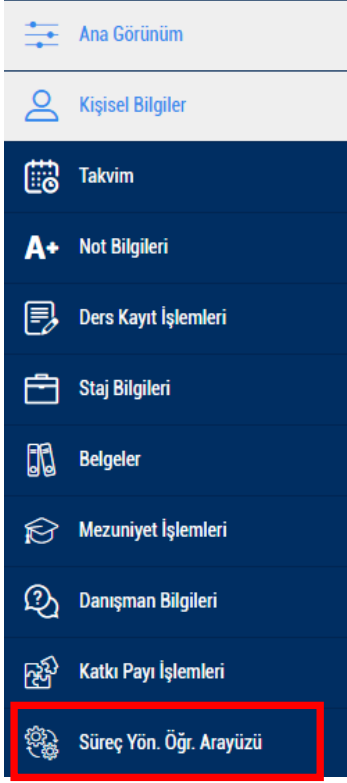 Ana Görünüm
Kişisel Bilgiler
Takvim
A+ Not Bilgileri
Ders Kayıt İşlemleri
Staj Bilgileri
Belgeler
Mezuniyet İşlemleri
Danışman Bilgileri
Katkı Payı İşlemleri
Süreç Yön. Öğr. Arayüzü